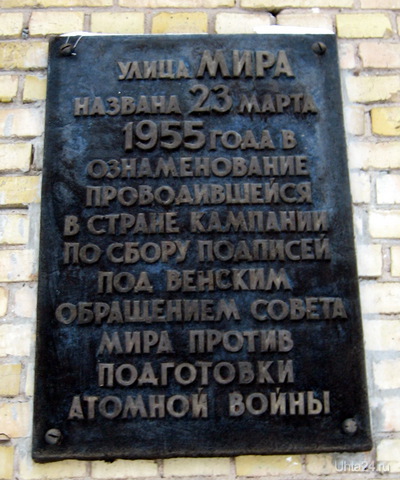 УЛИЦА МИРА
НАЗВАНА 23 МАРТА
1955 ГОДА В
ОЗНАМЕНОВАНИЕ
ПРОВОДИВШЕЙСЯ
В СТРАНЕ КАМПАНИИ
ПО СБОРУ ПОДПИСЕЙ
ПОД ВЕНСКИМ
ОБРАЩЕНИЕМ СОВЕТА
МИРА ПРОТИВ
ПОДГОТОВКИ
АТОМНОЙ ВОЙНЫ
Uhta24.ru